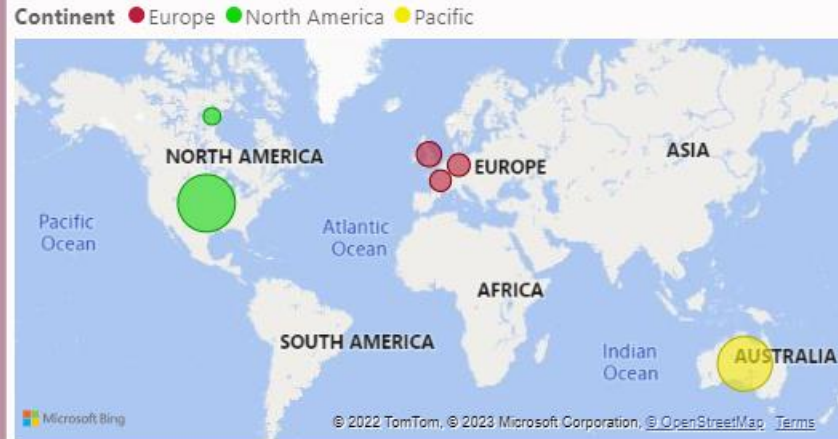 Continent Europe North America Pacific
NORTH AMERICA
EUROPE
ASIA
Pacific
Ocean
Atlantic
Ocean
AFRICA
SOUTH AMERICA
Indian
Ocean
AUSTRALIA
Microsoft Bing
© 2022 TomTom, © 2023 Microsoft Corporation, © OpenStreetMap Terms